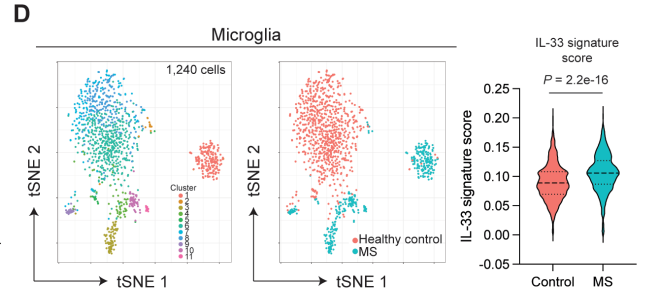 D
Microglia
1,240 cells
tSNE 2
tSNE 1
Cluster
1
2
3
4
5
6
7
8
9
10
11
tSNE 2
tSNE 1
Healthy control
MS
IL-33 signature
score
P = 2.2e-16
IL-33 signature score
0.25
0.20
0.15
0.10
0.05
0.00
-0.05
Control
MS